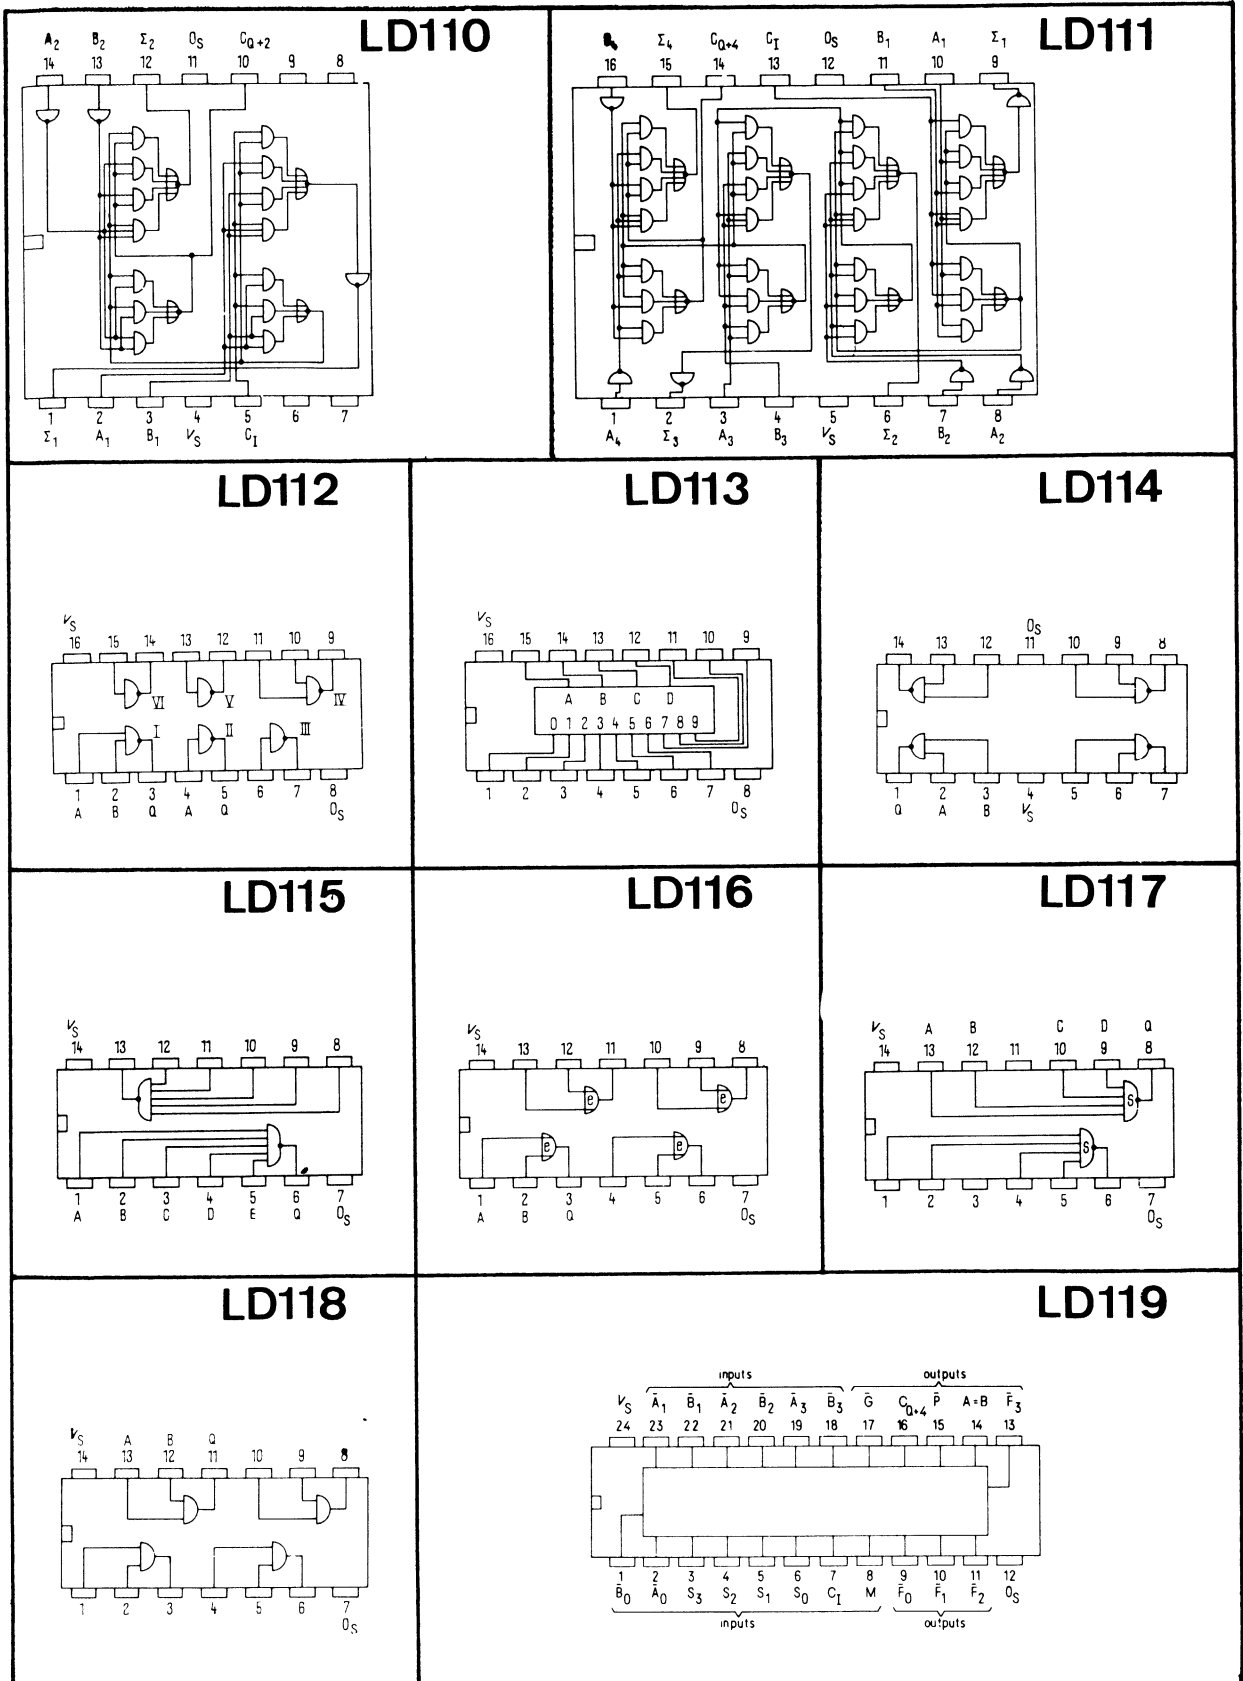 LD110
A₂ B₂ Σ₂ 0S CQ+2
14 13 12 11 10 9 8
1 2 3 4 5 6 7
Σ₁ A₁ B₁ VS CI
LD111
Σ₄ CQ+4 CI 0S B₁ A₁ Σ₁
16 15 14 13 12 11 10 9
1 2 3 4 5 6 7 8
A₄ Σ₃ A₃ B₃ VS Σ₂ B₂ A₂
LD112
VS
16 15 14 13 12 11 10 9
VI V IV
I II III
1 2 3 4 5 6 7 8
A B Q A Q 0S
LD113
VS
16 15 14 13 12 11 10 9
A B C D
0 1 2 3 4 5 6 7 8 9
1 2 3 4 5 6 7 8
0S
LD114
0S
14 13 12 11 10 9 8
1 2 3 4 5 6 7
Q A B VS
LD115
VS
14 13 12 11 10 9 8
1 2 3 4 5 6 7
A B C D E Q 0S
LD116
VS
14 13 12 11 10 9 8
e e
e e
1 2 3 4 5 6 7
A B Q 0S
LD117
VS A B C D Q
14 13 12 11 10 9 8
S
S
1 2 3 4 5 6 7
0S
LD118
VS A B Q
14 13 12 11 10 9 8
1 2 3 4 5 6 7
0S
LD119
inputs outputs
VS Ā₁ B̄₁ Ā₂ B̄₂ Ā₃ B̄₃ Ḡ CQ+4 P̄ A=B F̄₃
24 23 22 21 20 19 18 17 16 15 14 13
1 2 3 4 5 6 7 8 9 10 11 12
B̄₀ Ā₀ S₃ S₂ S₁ S₀ CI M F̄₀ F̄₁ F̄₂ 0S
inputs outputs